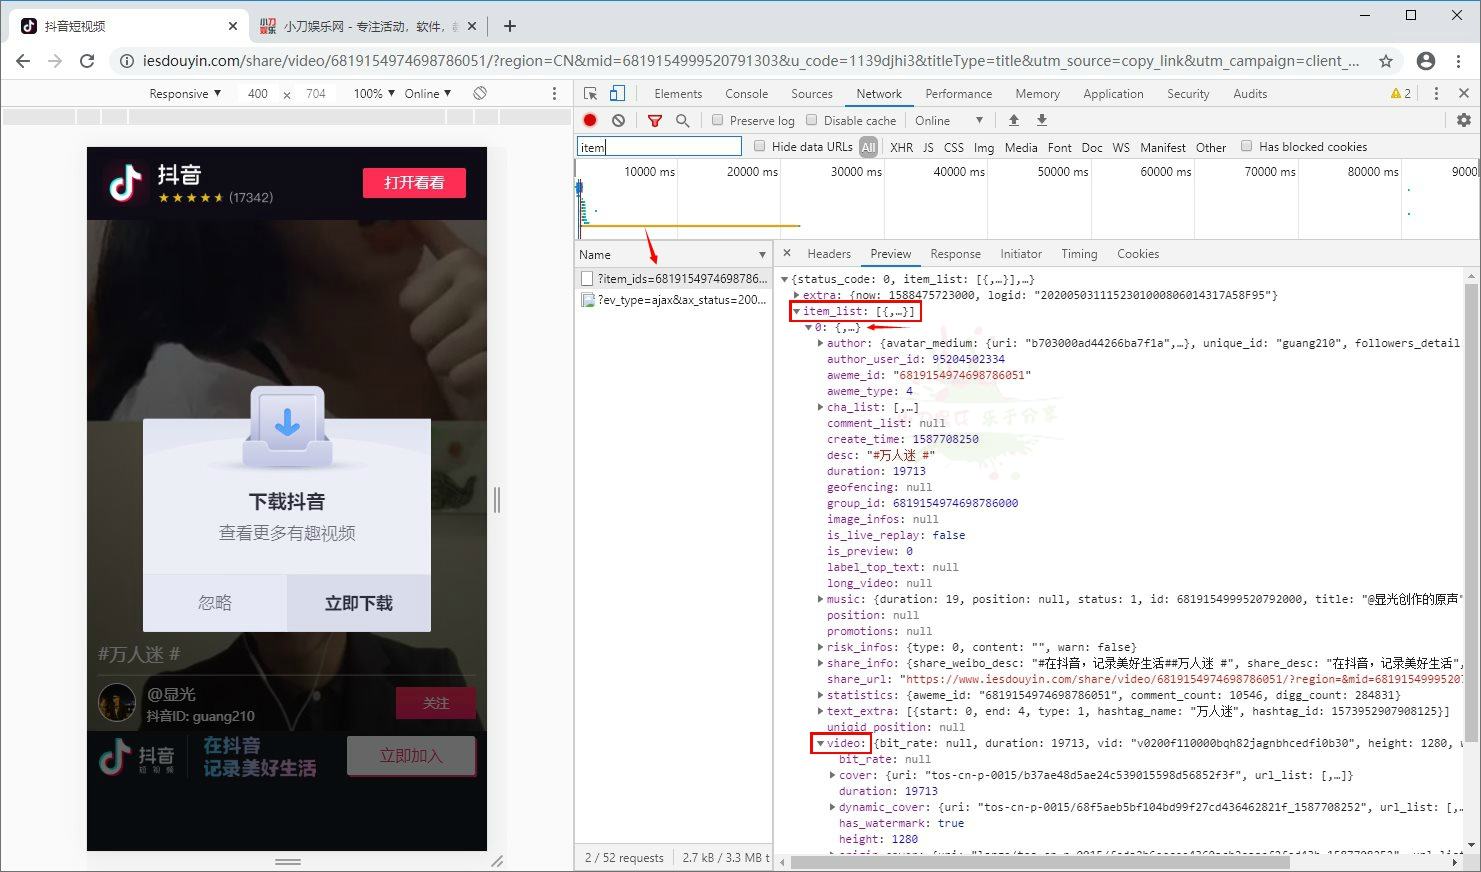 抖音短视频
小刀娱乐网 - 专注活动，软件，
iesdouyin.com/share/video/6819154974698786051/?region=CN&mid=6819154999520791303&u_code=1139djhi3&titleType=title&utm_source=copy_link&utm_campaign=client_...
Responsive 400 × 704 100% Online
Elements Console Sources Network Performance Memory Application Security Audits 2
Preserve log Disable cache Online
item Hide data URLs All XHR JS CSS Img Media Font Doc WS Manifest Other Has blocked cookies
10000 ms 20000 ms 30000 ms 40000 ms 50000 ms 60000 ms 70000 ms 80000 ms 9000
Name
?item_ids=6819154974698786...
?ev_type=ajax&ax_status=200...
2 / 52 requests 2.7 kB / 3.3 MB t
Headers Preview Response Initiator Timing Cookies
{status_code: 0, item_list: [{,…}],…}
extra: {now: 1588475723000, logid: "2020050311152301000806014317A58F95"}
item_list: [{,…}]
0: {,…}
author: {avatar_medium: {uri: "b703000ad44266ba7f1a",…}, unique_id: "guang210", followers_detail
author_user_id: 95204502334
aweme_id: "6819154974698786051"
aweme_type: 4
cha_list: [,…]
comment_list: null
create_time: 1587708250
desc: "#万人迷 #"
duration: 19713
geofencing: null
group_id: 6819154974698786000
image_infos: null
is_live_replay: false
is_preview: 0
label_top_text: null
long_video: null
music: {duration: 19, position: null, status: 1, id: 6819154999520792000, title: "@显光创作的原声"
position: null
promotions: null
risk_infos: {type: 0, content: "", warn: false}
share_info: {share_weibo_desc: "#在抖音，记录美好生活##万人迷 #", share_desc: "在抖音，记录美好生活",
share_url: "https://www.iesdouyin.com/share/video/6819154974698786051/?region=&mid=68191549995207
statistics: {aweme_id: "6819154974698786051", comment_count: 10546, digg_count: 284831}
text_extra: [{start: 0, end: 4, type: 1, hashtag_name: "万人迷", hashtag_id: 1573952907908125}]
uniqid_position: null
video: {bit_rate: null, duration: 19713, vid: "v0200f110000bqh82jagnbhcedfi0b30", height: 1280,
bit_rate: null
cover: {uri: "tos-cn-p-0015/b37ae48d5ae24c539015598d56852f3f", url_list: [,…]}
duration: 19713
dynamic_cover: {uri: "tos-cn-p-0015/68f5aeb5bf104bd99f27cd436462821f_1587708252", url_list: [,…
has_watermark: true
height: 1280
抖音
(17342)
打开看看
下载抖音
查看更多有趣视频
忽略 立即下载
#万人迷 #
@显光
抖音ID: guang210
关注
抖音
短视频
在抖音
记录美好生活
立即加入
乐于分享